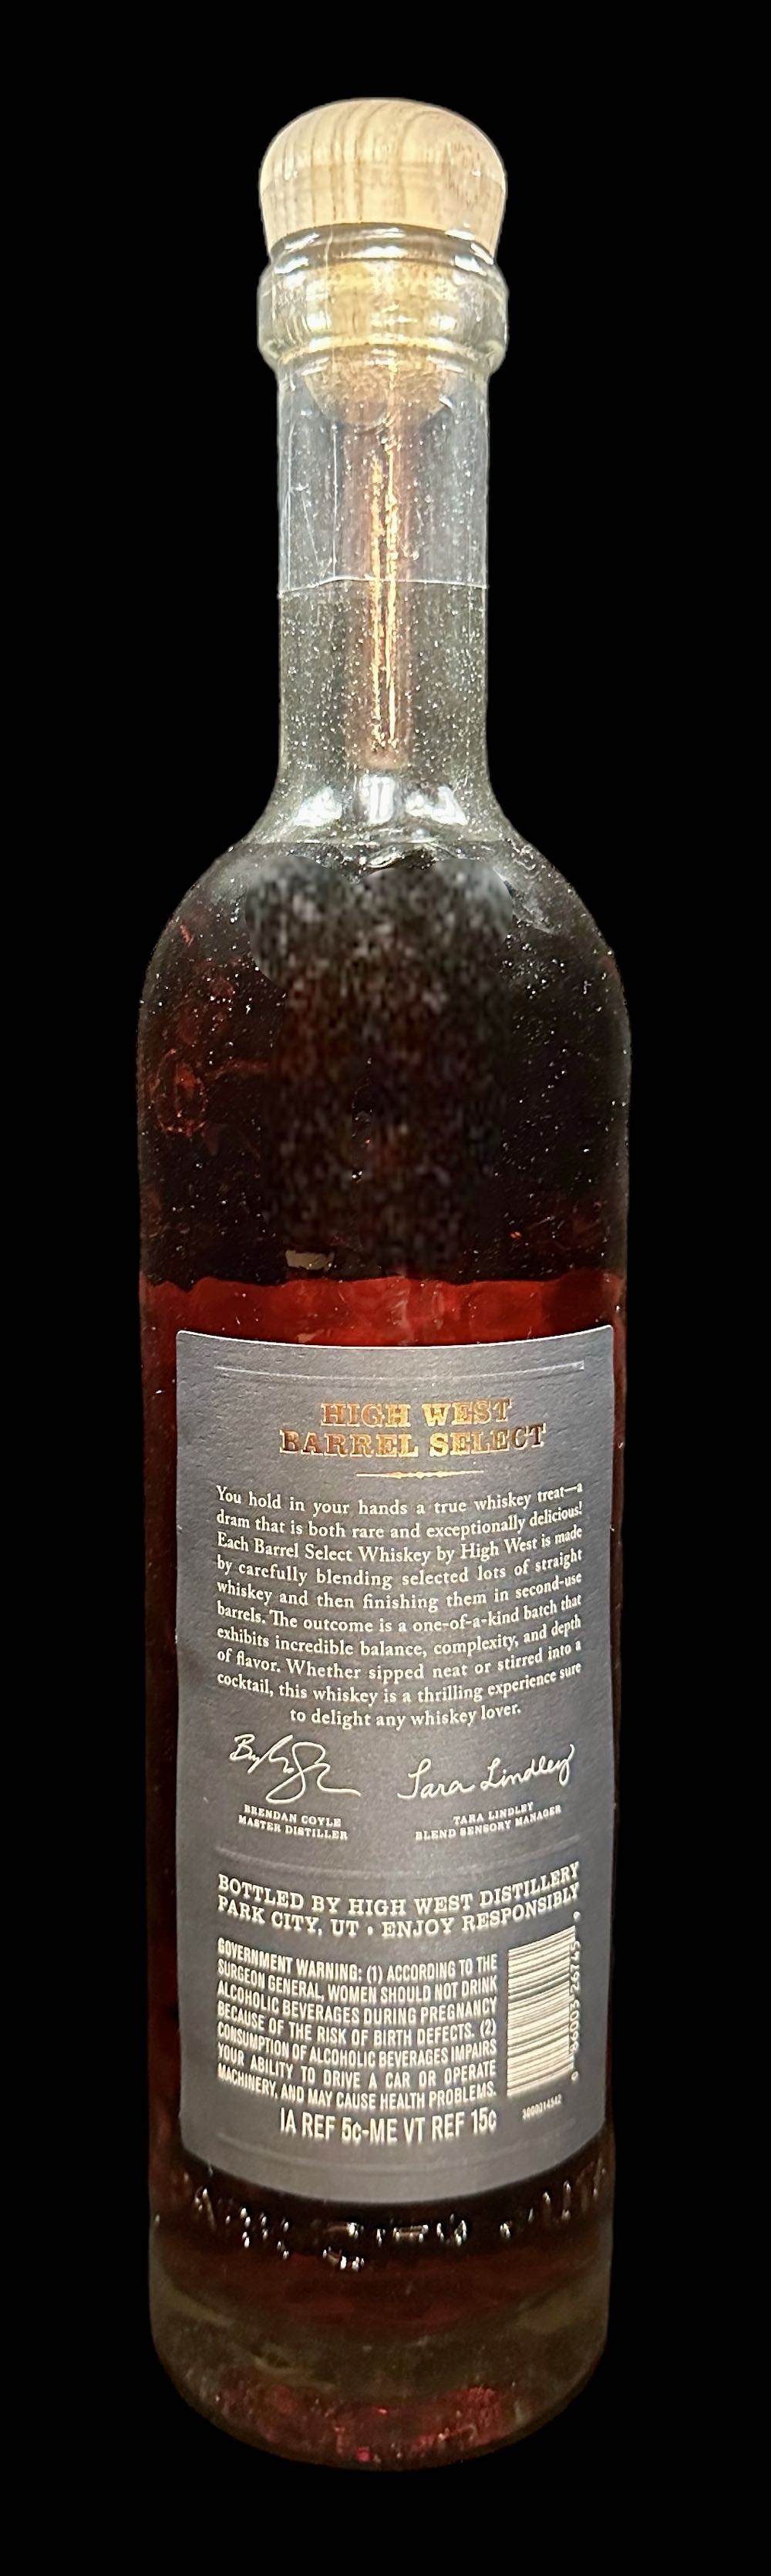 HIGH WEST
BARREL SELECT
You hold in your hands a true whiskey treat—a
dram that is both rare and exceptionally delicious!
Each Barrel Select Whiskey by High West is made
by carefully blending selected lots of straight
whiskey and then finishing them in second-use
barrels. The outcome is a one-of-a-kind batch that
exhibits incredible balance, complexity, and depth
of flavor. Whether sipped neat or stirred into a
cocktail, this whiskey is a thrilling experience sure
to delight any whiskey lover.
Tara Lindley
BRENDAN COYLE
MASTER DISTILLER
TARA LINDLEY
BLEND SENSORY MANAGER
BOTTLED BY HIGH WEST DISTILLERY
PARK CITY, UT • ENJOY RESPONSIBLY
GOVERNMENT WARNING: (1) ACCORDING TO THE
SURGEON GENERAL, WOMEN SHOULD NOT DRINK
ALCOHOLIC BEVERAGES DURING PREGNANCY
BECAUSE OF THE RISK OF BIRTH DEFECTS. (2)
CONSUMPTION OF ALCOHOLIC BEVERAGES IMPAIRS
YOUR ABILITY TO DRIVE A CAR OR OPERATE
MACHINERY, AND MAY CAUSE HEALTH PROBLEMS.
IA REF 5¢-ME VT REF 15¢